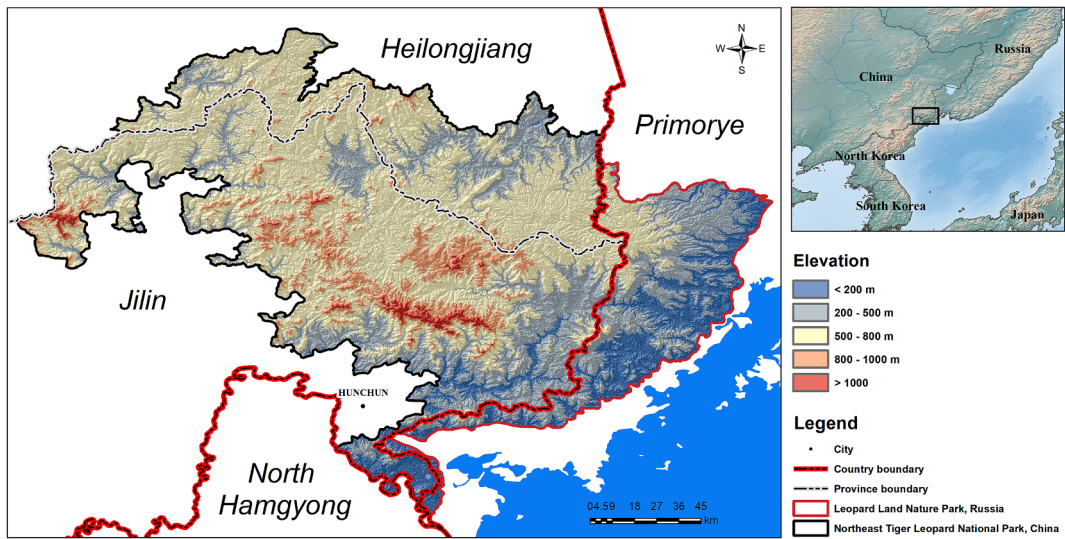 Heilongjiang
N
W
E
S
Primorye
Jilin
HUNCHUN
North
Hamgyong
04.59 18 27 36 45
km
Russia
China
North Korea
South Korea
Japan
Elevation
< 200 m
200 - 500 m
500 - 800 m
800 - 1000 m
> 1000
Legend
City
Country boundary
Province boundary
Leopard Land Nature Park, Russia
Northeast Tiger Leopard National Park, China